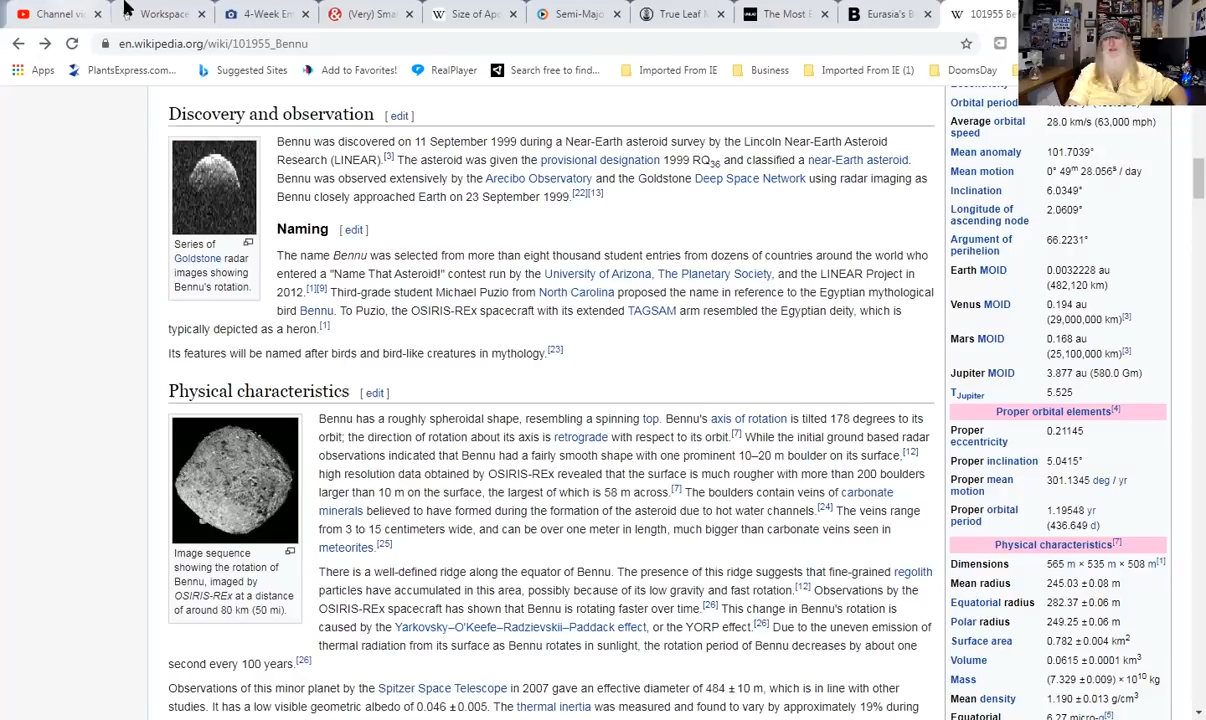 Channel vi
Workspace
4-Week Em
(Very) Sma
Size of Apo
Semi-Majo
True Leaf M
The Most E
Eurasia's B
101955 Be
en.wikipedia.org/wiki/101955_Bennu
Apps
PlantsExpress.com...
Suggested Sites
Add to Favorites!
RealPlayer
Search free to find...
Imported From IE
Business
Imported From IE (1)
DoomsDay
Discovery and observation [ edit ]
Bennu was discovered on 11 September 1999 during a Near-Earth asteroid survey by the Lincoln Near-Earth Asteroid
Research (LINEAR).[3] The asteroid was given the provisional designation 1999 RQ36 and classified a near-Earth asteroid.
Bennu was observed extensively by the Arecibo Observatory and the Goldstone Deep Space Network using radar imaging as
Bennu closely approached Earth on 23 September 1999.[22][13]
Series of
Goldstone radar
images showing
Bennu's rotation.
Naming [ edit ]
The name Bennu was selected from more than eight thousand student entries from dozens of countries around the world who
entered a "Name That Asteroid!" contest run by the University of Arizona, The Planetary Society, and the LINEAR Project in
2012.[1][9] Third-grade student Michael Puzio from North Carolina proposed the name in reference to the Egyptian mythological
bird Bennu. To Puzio, the OSIRIS-REx spacecraft with its extended TAGSAM arm resembled the Egyptian deity, which is
typically depicted as a heron.[1]
Its features will be named after birds and bird-like creatures in mythology.[23]
Physical characteristics [ edit ]
Bennu has a roughly spheroidal shape, resembling a spinning top. Bennu's axis of rotation is tilted 178 degrees to its
orbit; the direction of rotation about its axis is retrograde with respect to its orbit.[7] While the initial ground based radar
observations indicated that Bennu had a fairly smooth shape with one prominent 10–20 m boulder on its surface,[12]
high resolution data obtained by OSIRIS-REx revealed that the surface is much rougher with more than 200 boulders
larger than 10 m on the surface, the largest of which is 58 m across.[7] The boulders contain veins of carbonate
minerals believed to have formed during the formation of the asteroid due to hot water channels.[24] The veins range
from 3 to 15 centimeters wide, and can be over one meter in length, much bigger than carbonate veins seen in
meteorites.[25]
Image sequence
showing the rotation of
Bennu, imaged by
OSIRIS-REx at a distance
of around 80 km (50 mi).
There is a well-defined ridge along the equator of Bennu. The presence of this ridge suggests that fine-grained regolith
particles have accumulated in this area, possibly because of its low gravity and fast rotation.[12] Observations by the
OSIRIS-REx spacecraft has shown that Bennu is rotating faster over time.[26] This change in Bennu's rotation is
caused by the Yarkovsky–O'Keefe–Radzievskii–Paddack effect, or the YORP effect.[26] Due to the uneven emission of
thermal radiation from its surface as Bennu rotates in sunlight, the rotation period of Bennu decreases by about one
second every 100 years.[26]
Observations of this minor planet by the Spitzer Space Telescope in 2007 gave an effective diameter of 484 ± 10 m, which is in line with other
studies. It has a low visible geometric albedo of 0.046 ± 0.005. The thermal inertia was measured and found to vary by approximately 19% during
Eccentricity
Orbital period
Average orbital speed 28.0 km/s (63,000 mph)
Mean anomaly 101.7039°
Mean motion 0° 49m 28.056s / day
Inclination 6.0349°
Longitude of ascending node 2.0609°
Argument of perihelion 66.2231°
Earth MOID 0.0032228 au
(482,120 km)
Venus MOID 0.194 au
(29,000,000 km)[3]
Mars MOID 0.168 au
(25,100,000 km)[3]
Jupiter MOID 3.877 au (580.0 Gm)
TJupiter 5.525
Proper orbital elements[4]
Proper eccentricity 0.21145
Proper inclination 5.0415°
Proper mean motion 301.1345 deg / yr
Proper orbital period 1.19548 yr
(436.649 d)
Physical characteristics[7]
Dimensions 565 m × 535 m × 508 m[1]
Mean radius 245.03 ± 0.08 m
Equatorial radius 282.37 ± 0.06 m
Polar radius 249.25 ± 0.06 m
Surface area 0.782 ± 0.004 km2
Volume 0.0615 ± 0.0001 km3
Mass (7.329 ± 0.009) × 1010 kg
Mean density 1.190 ± 0.013 g/cm3
Equatorial 6.27 micro-g[5]